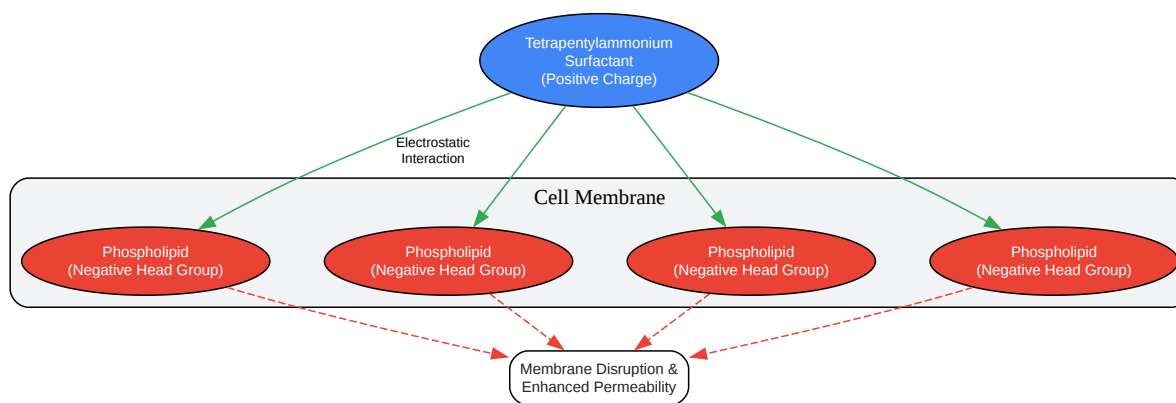 Tetrapentylammonium
Surfactant
(Positive Charge)
Electrostatic
Interaction
Cell Membrane
Phospholipid
(Negative Head Group)
Phospholipid
(Negative Head Group)
Phospholipid
(Negative Head Group)
Phospholipid
(Negative Head Group)
Membrane Disruption &
Enhanced Permeability